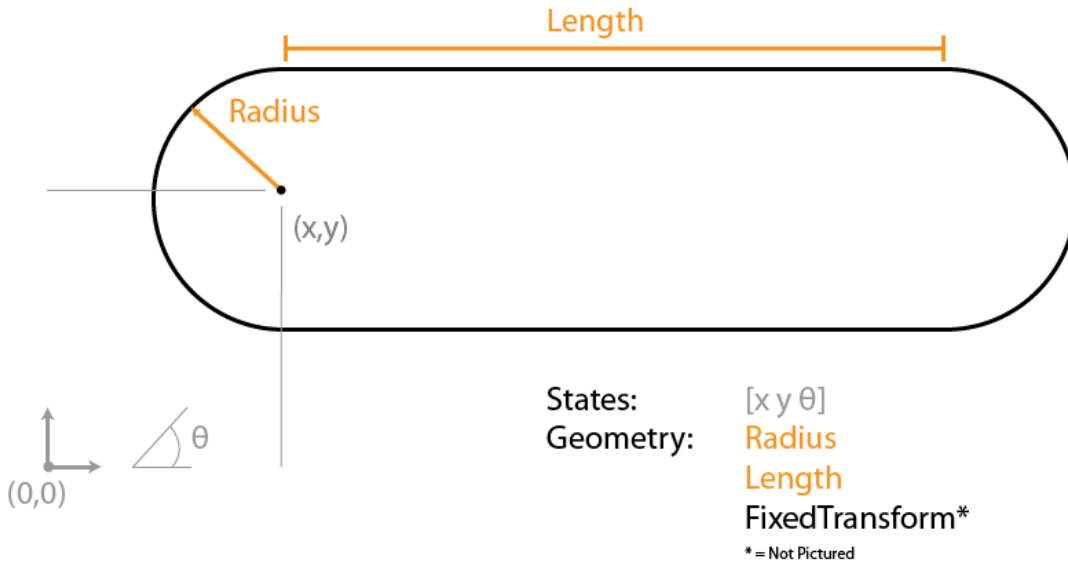 Length
Radius
(x,y)
θ
(0,0)
States: [x y θ]
Geometry: Radius
Length
FixedTransform*
* = Not Pictured